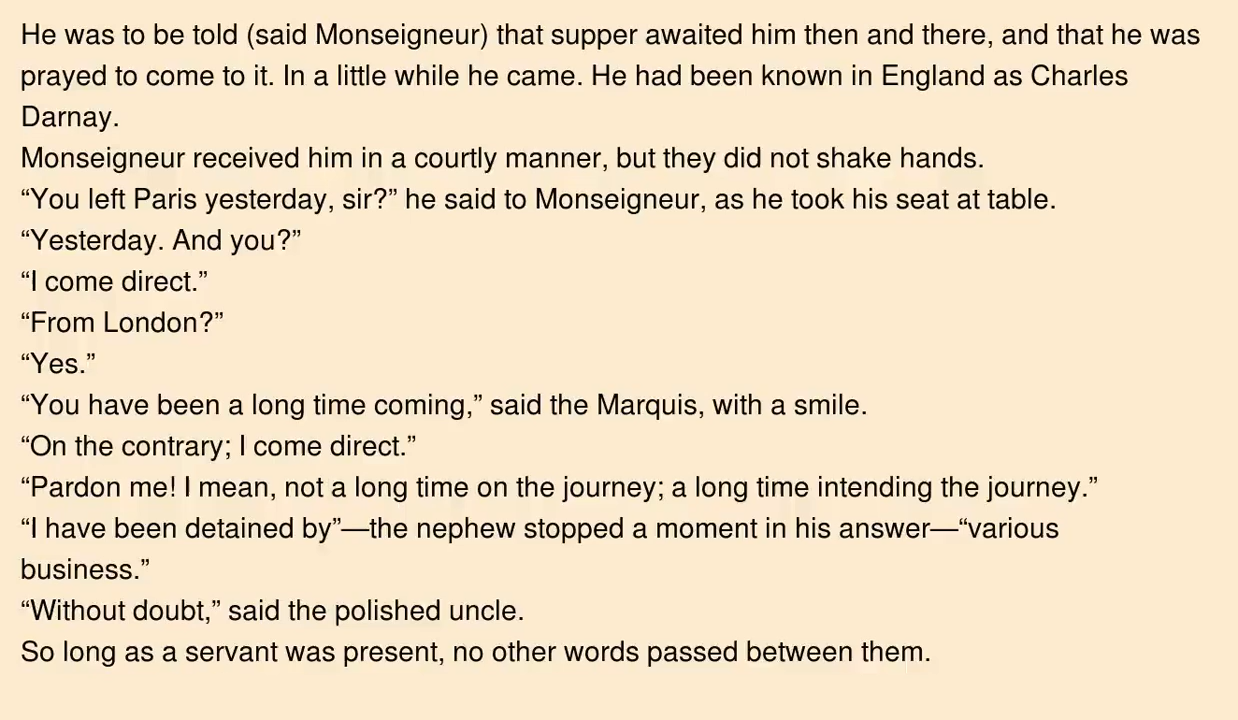 He was to be told (said Monseigneur) that supper awaited him then and there, and that he was
prayed to come to it. In a little while he came. He had been known in England as Charles
Darnay.
Monseigneur received him in a courtly manner, but they did not shake hands.
“You left Paris yesterday, sir?” he said to Monseigneur, as he took his seat at table.
“Yesterday. And you?”
“I come direct.”
“From London?”
“Yes.”
“You have been a long time coming,” said the Marquis, with a smile.
“On the contrary; I come direct.”
“Pardon me! I mean, not a long time on the journey; a long time intending the journey.”
“I have been detained by”—the nephew stopped a moment in his answer—“various
business.”
“Without doubt,” said the polished uncle.
So long as a servant was present, no other words passed between them.